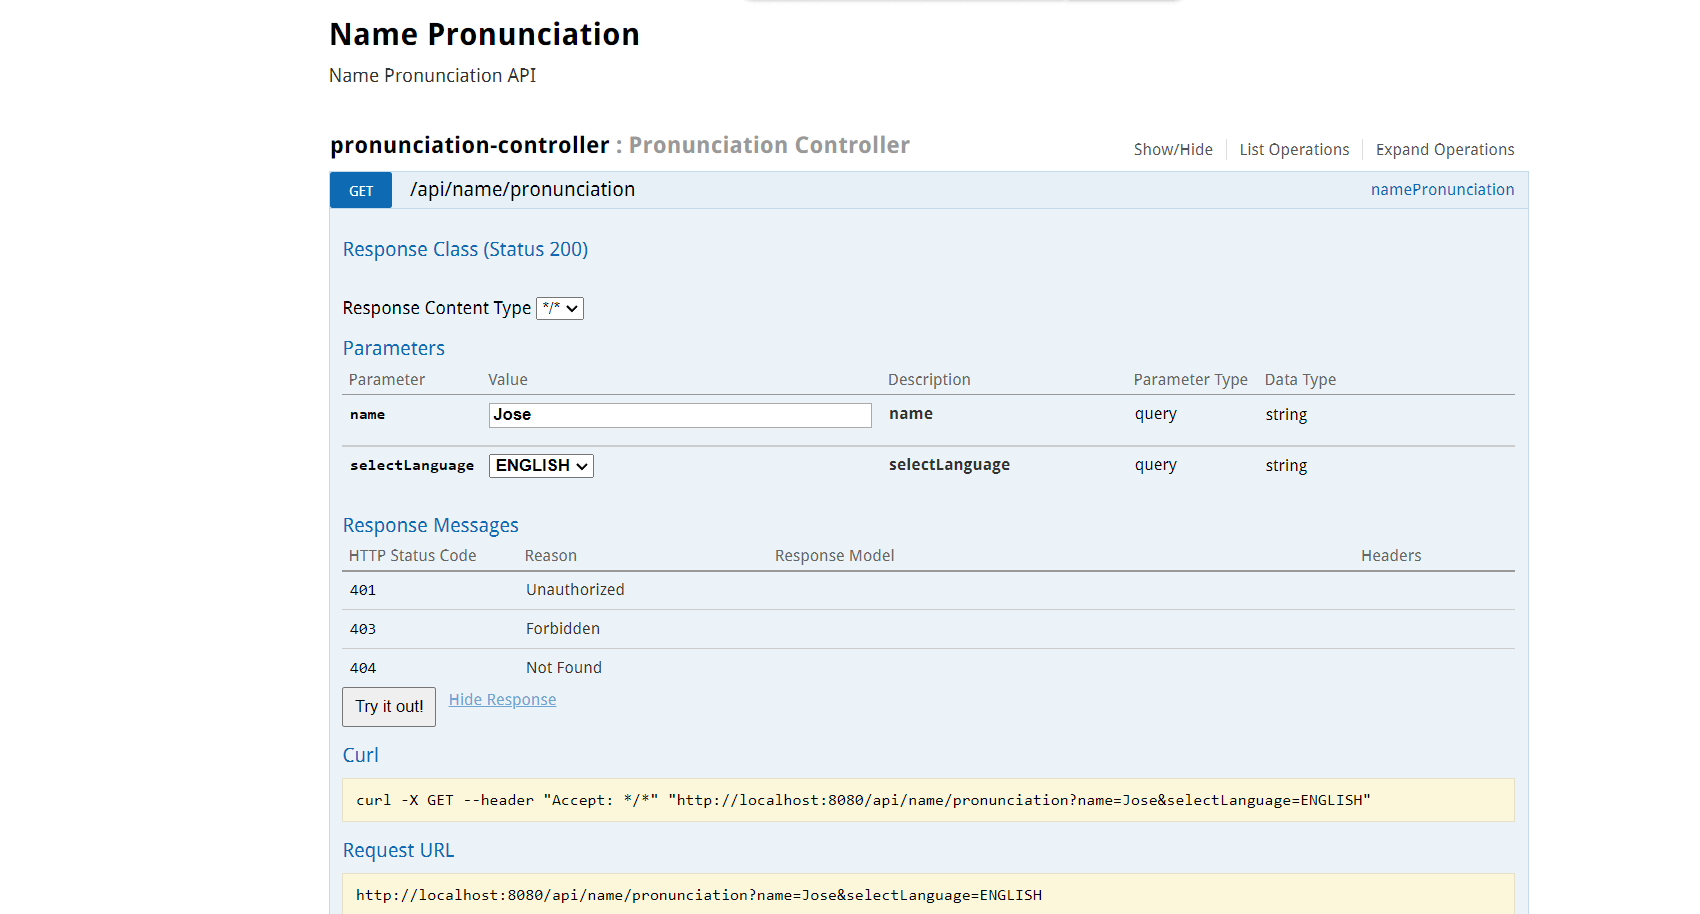 Name Pronunciation
Name Pronunciation API
pronunciation-controller : Pronunciation Controller
Show/Hide List Operations Expand Operations
GET /api/name/pronunciation namePronunciation
Response Class (Status 200)
Response Content Type */*
Parameters
Parameter Value Description Parameter Type Data Type
name Jose name query string
selectLanguage ENGLISH selectLanguage query string
Response Messages
HTTP Status Code Reason Response Model Headers
401 Unauthorized
403 Forbidden
404 Not Found
Try it out! Hide Response
Curl
curl -X GET --header "Accept: */*" "http://localhost:8080/api/name/pronunciation?name=Jose&selectLanguage=ENGLISH"
Request URL
http://localhost:8080/api/name/pronunciation?name=Jose&selectLanguage=ENGLISH